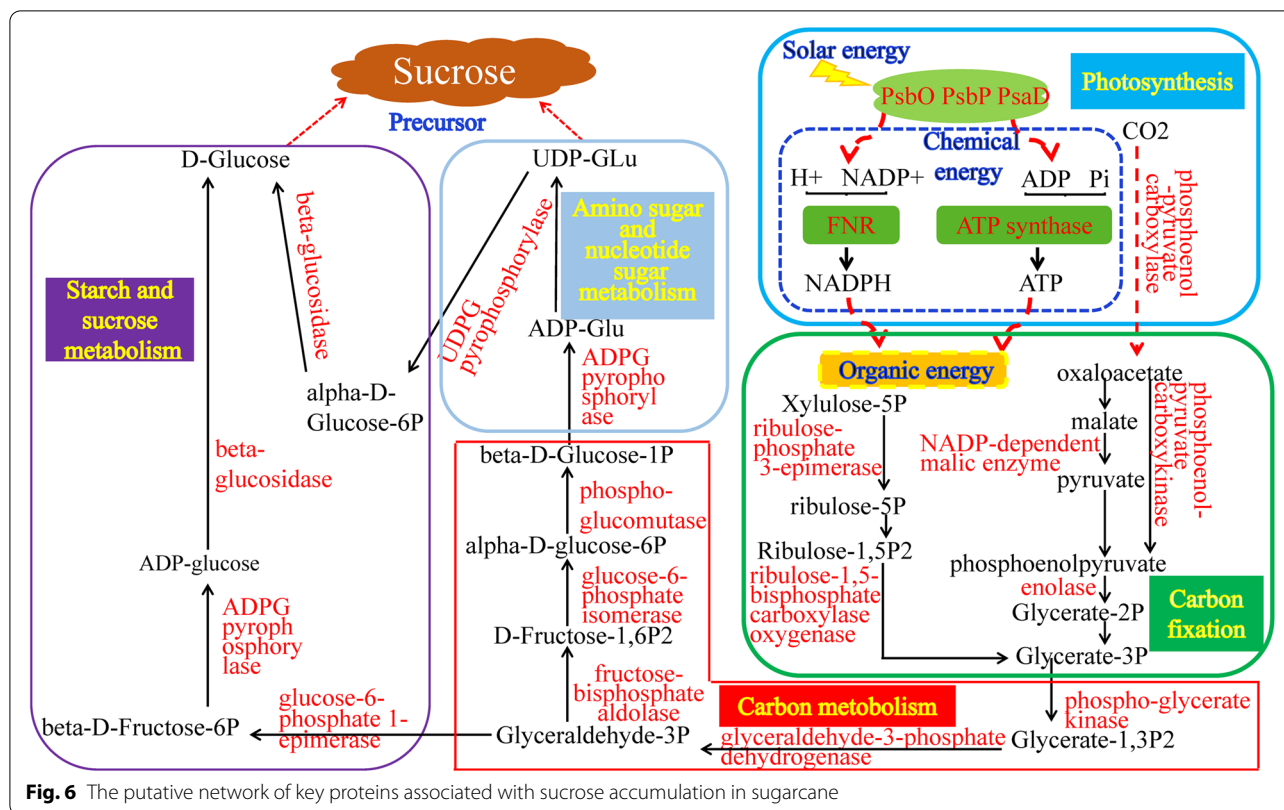 Sucrose
Precursor
D-Glucose
beta-glucosidase
Starch and
sucrose
metabolism
alpha-D-
Glucose-6P
beta-
glucosidase
ADP-glucose
ADPG
pyroph
osphory
lase
beta-D-Fructose-6P
glucose-6-
phosphate 1-
epimerase
UDP-GLu
UDPG
pyrophosphorylase
Amino sugar
and
nucleotide
sugar
metabolism
ADP-Glu
ADPG
pyropho
sphoryl
ase
beta-D-Glucose-1P
phospho-
glucomutase
alpha-D-glucose-6P
glucose-6-
phosphate
isomerase
D-Fructose-1,6P2
fructose-
bisphosphate
aldolase
Glyceraldehyde-3P
Solar energy
PsbO PsbP PsaD
Photosynthesis
Chemical
energy
H+ NADP+
ADP Pi
FNR
ATP synthase
NADPH
ATP
CO2
phosphoenol
-pyruvate
carboxylase
Organic energy
Xylulose-5P
ribulose-
phosphate
3-epimerase
ribulose-5P
Ribulose-1,5P2
ribulose-1,5-
bisphosphate
carboxylase
oxygenase
oxaloacetate
malate
NADP-dependent
malic enzyme
pyruvate
phosphoenol-
pyruvate
carboxykinase
phosphoenolpyruvate
enolase
Glycerate-2P
Glycerate-3P
Carbon
fixation
Carbon metobolism
phospho-glycerate
kinase
Glycerate-1,3P2
glyceraldehyde-3-phosphate
dehydrogenase
Fig. 6 The putative network of key proteins associated with sucrose accumulation in sugarcane